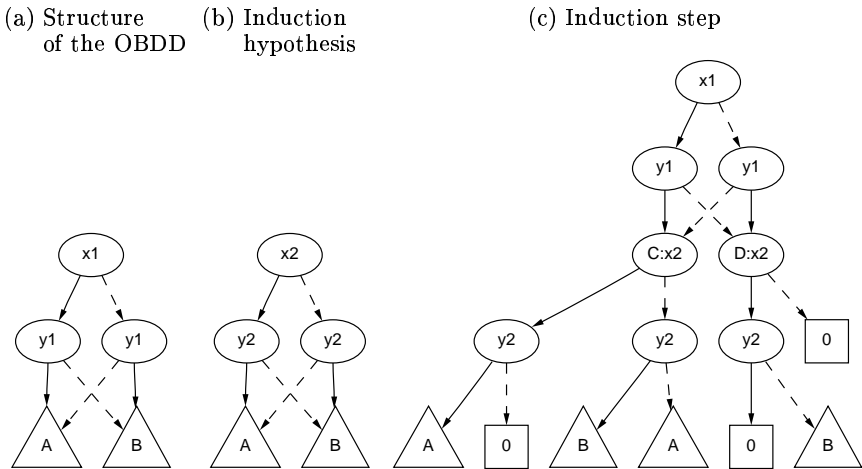 (a) Structure
of the OBDD
(b) Induction
hypothesis
(c) Induction step
x1
y1 y1
A B
x2
y2 y2
A B
x1
y1 y1
C:x2 D:x2
y2 y2 y2 0
A 0 B A 0 B